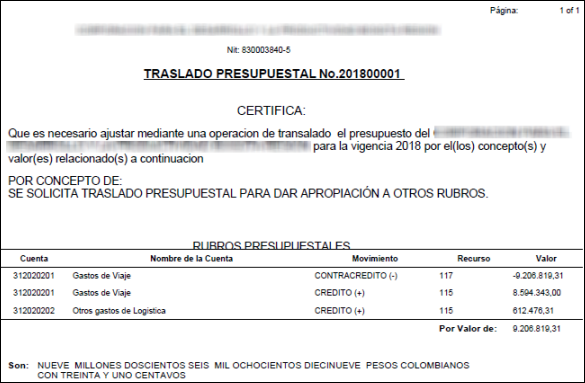 Página: 1 of 1
Nit: 830003840-5
TRASLADO PRESUPUESTAL No.201800001
CERTIFICA:
Que es necesario ajustar mediante una operacion de transalado el presupuesto del
para la vigencia 2018 por el(los) concepto(s) y
valor(es) relacionado(s) a continuacion
POR CONCEPTO DE:
SE SOLICITA TRASLADO PRESUPUESTAL PARA DAR APROPIACIÓN A OTROS RUBROS.
RUBROS PRESUPUESTALES
Cuenta Nombre de la Cuenta Movimiento Recurso Valor
312020201 Gastos de Viaje CONTRACREDITO (-) 117 -9.206.819,31
312020201 Gastos de Viaje CREDITO (+) 115 8.594.343,00
312020202 Otros gastos de Logistica CREDITO (+) 115 612.476,31
Por Valor de: 9.206.819,31
Son: NUEVE MILLONES DOSCIENTOS SEIS MIL OCHOCIENTOS DIECINUEVE PESOS COLOMBIANOS
CON TREINTA Y UNO CENTAVOS